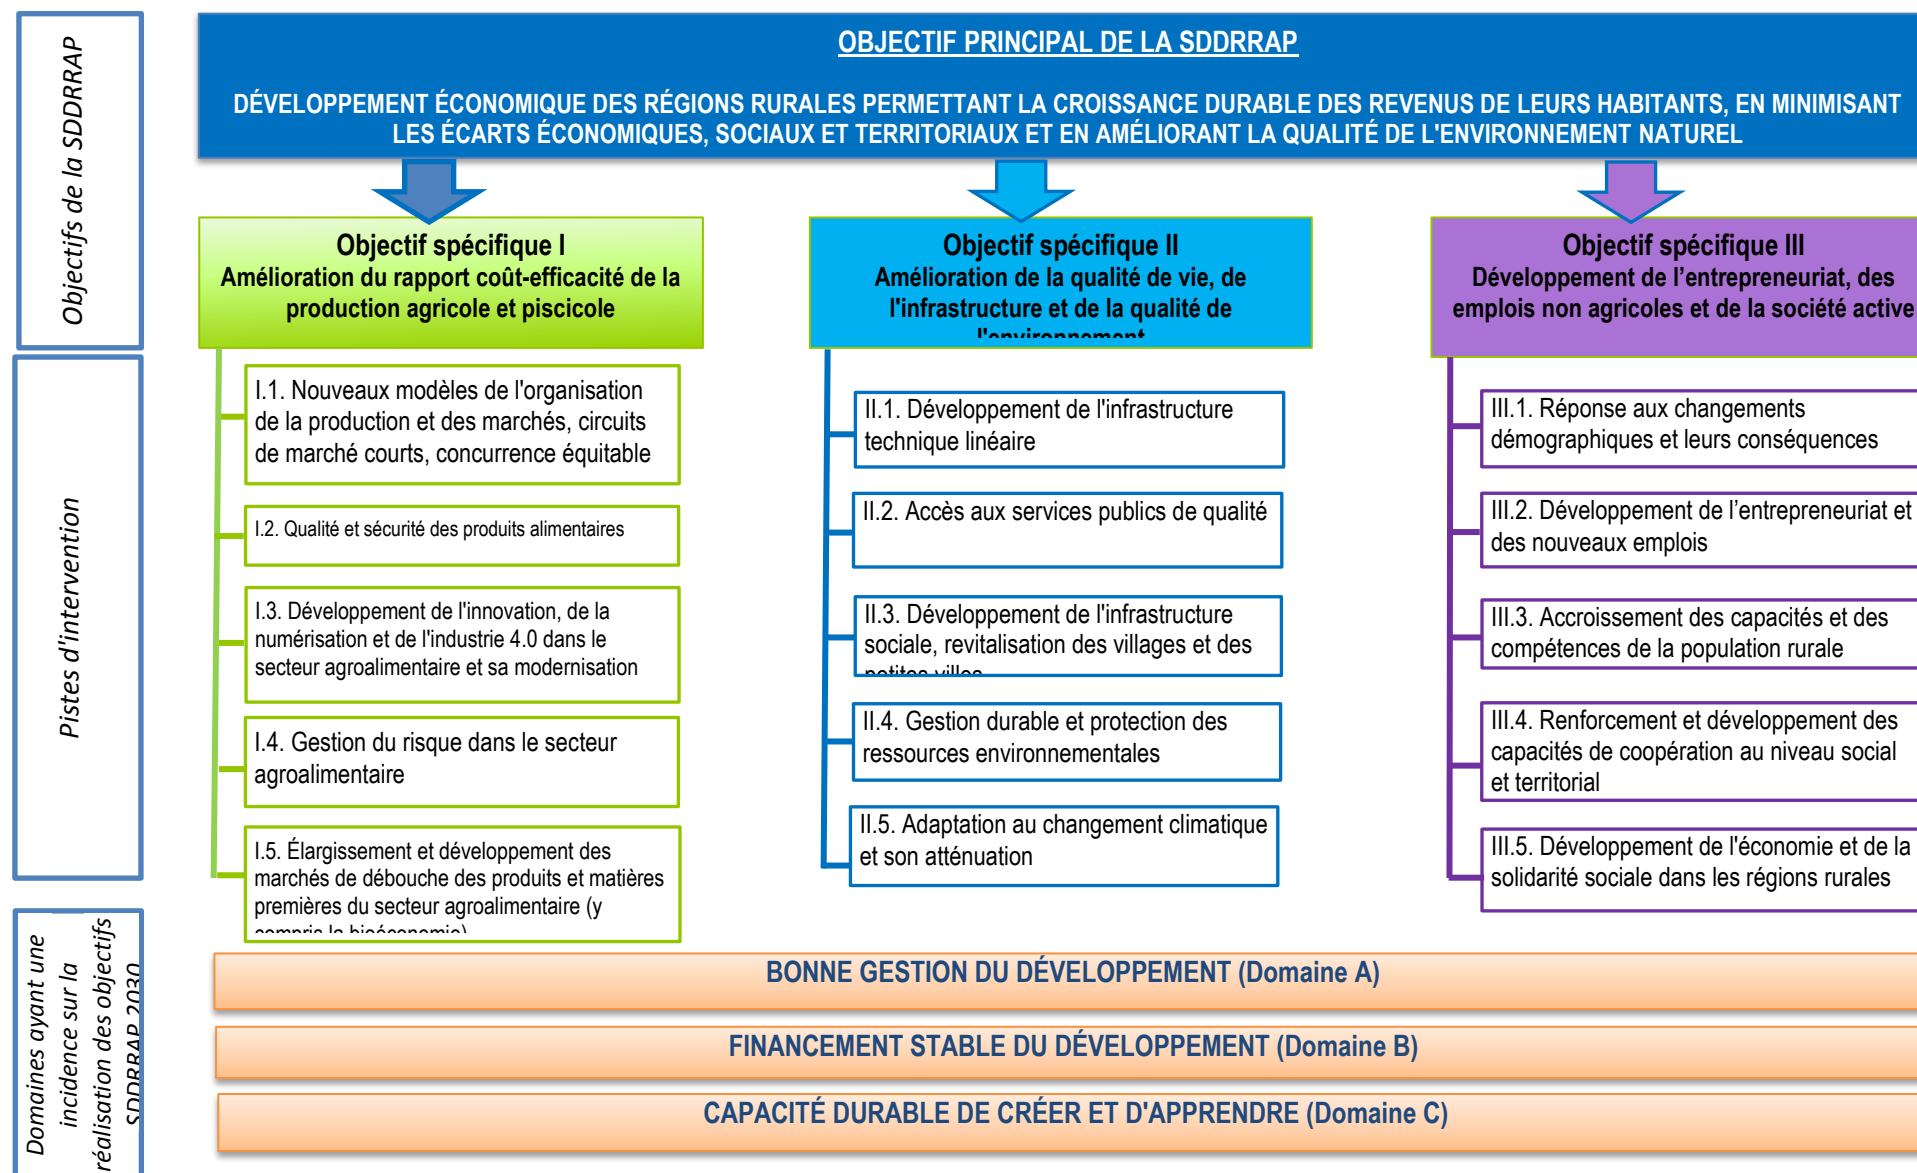 Objectifs de la SDDRRAP
OBJECTIF PRINCIPAL DE LA SDDRRAP
DÉVELOPPEMENT ÉCONOMIQUE DES RÉGIONS RURALES PERMETTANT LA CROISSANCE DURABLE DES REVENUS DE LEURS HABITANTS, EN MINIMISANT
LES ÉCARTS ÉCONOMIQUES, SOCIAUX ET TERRITORIAUX ET EN AMÉLIORANT LA QUALITÉ DE L'ENVIRONNEMENT NATUREL
Objectif spécifique I
Amélioration du rapport coût-efficacité de la
production agricole et piscicole
Objectif spécifique II
Amélioration de la qualité de vie, de
l'infrastructure et de la qualité de
l'environnement
Objectif spécifique III
Développement de l’entrepreneuriat, des
emplois non agricoles et de la société active
Pistes d'intervention
I.1. Nouveaux modèles de l'organisation
de la production et des marchés, circuits
de marché courts, concurrence équitable
I.2. Qualité et sécurité des produits alimentaires
I.3. Développement de l'innovation, de la
numérisation et de l'industrie 4.0 dans le
secteur agroalimentaire et sa modernisation
I.4. Gestion du risque dans le secteur
agroalimentaire
I.5. Élargissement et développement des
marchés de débouche des produits et matières
premières du secteur agroalimentaire (y
compris la bioéconomie)
II.1. Développement de l'infrastructure
technique linéaire
II.2. Accès aux services publics de qualité
II.3. Développement de l'infrastructure
sociale, revitalisation des villages et des
petites villes
II.4. Gestion durable et protection des
ressources environnementales
II.5. Adaptation au changement climatique
et son atténuation
III.1. Réponse aux changements
démographiques et leurs conséquences
III.2. Développement de l’entrepreneuriat et
des nouveaux emplois
III.3. Accroissement des capacités et des
compétences de la population rurale
III.4. Renforcement et développement des
capacités de coopération au niveau social
et territorial
III.5. Développement de l'économie et de la
solidarité sociale dans les régions rurales
Domaines ayant une
incidence sur la
réalisation des objectifs
SDDRRAP 2030
BONNE GESTION DU DÉVELOPPEMENT (Domaine A)
FINANCEMENT STABLE DU DÉVELOPPEMENT (Domaine B)
CAPACITÉ DURABLE DE CRÉER ET D'APPRENDRE (Domaine C)